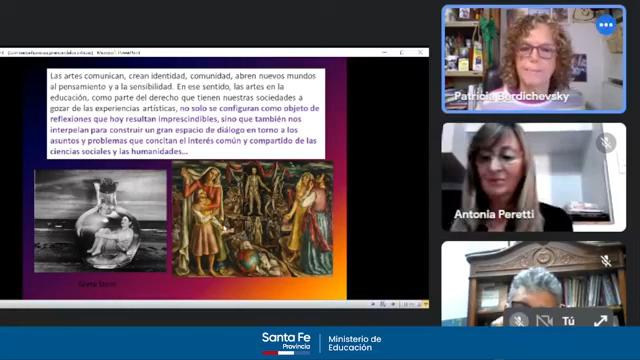 Las artes comunican, crean identidad, comunidad, abren nuevos mundos
al pensamiento y a la sensibilidad. En ese sentido, las artes en la
educación, como parte del derecho que tienen nuestras sociedades a
gozar de las experiencias artísticas, no solo se configuran como objeto de
reflexiones que hoy resultan imprescindibles, sino que también nos
interpelan para construir un gran espacio de diálogo en torno a los
asuntos y problemas que concitan el interés común y compartido de las
ciencias sociales y las humanidades...
Grete Stern
Patricia Berdichevsky
Antonia Peretti
Tú
Santa Fe
Provincia
Ministerio de
Educación